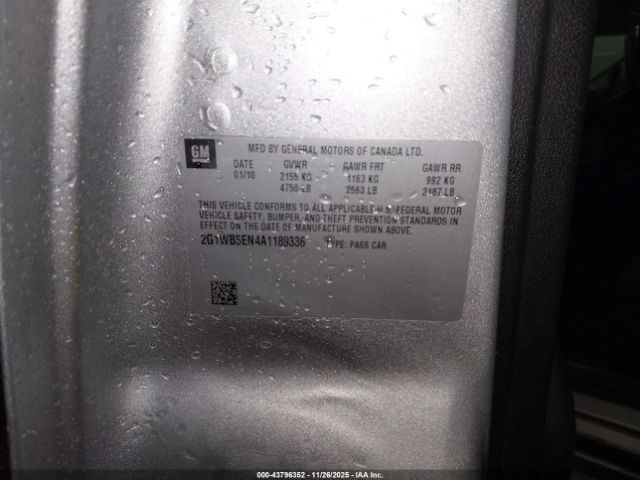 GM
MFD BY GENERAL MOTORS OF CANADA LTD.
DATE GVWR GAWR FRT GAWR RR
01/10 2155 KG 1163 KG 992 KG
4750 LB 2563 LB 2187 LB
THIS VEHICLE CONFORMS TO ALL APPLICABLE U.S. FEDERAL MOTOR
VEHICLE SAFETY, BUMPER, AND THEFT PREVENTION STANDARDS IN
EFFECT ON THE DATE OF MANUFACTURE SHOWN ABOVE.
2G1WB5EN4A1189336 TYPE: PASS CAR
000-43796352 | 11/26/2025 | IAA, Inc.